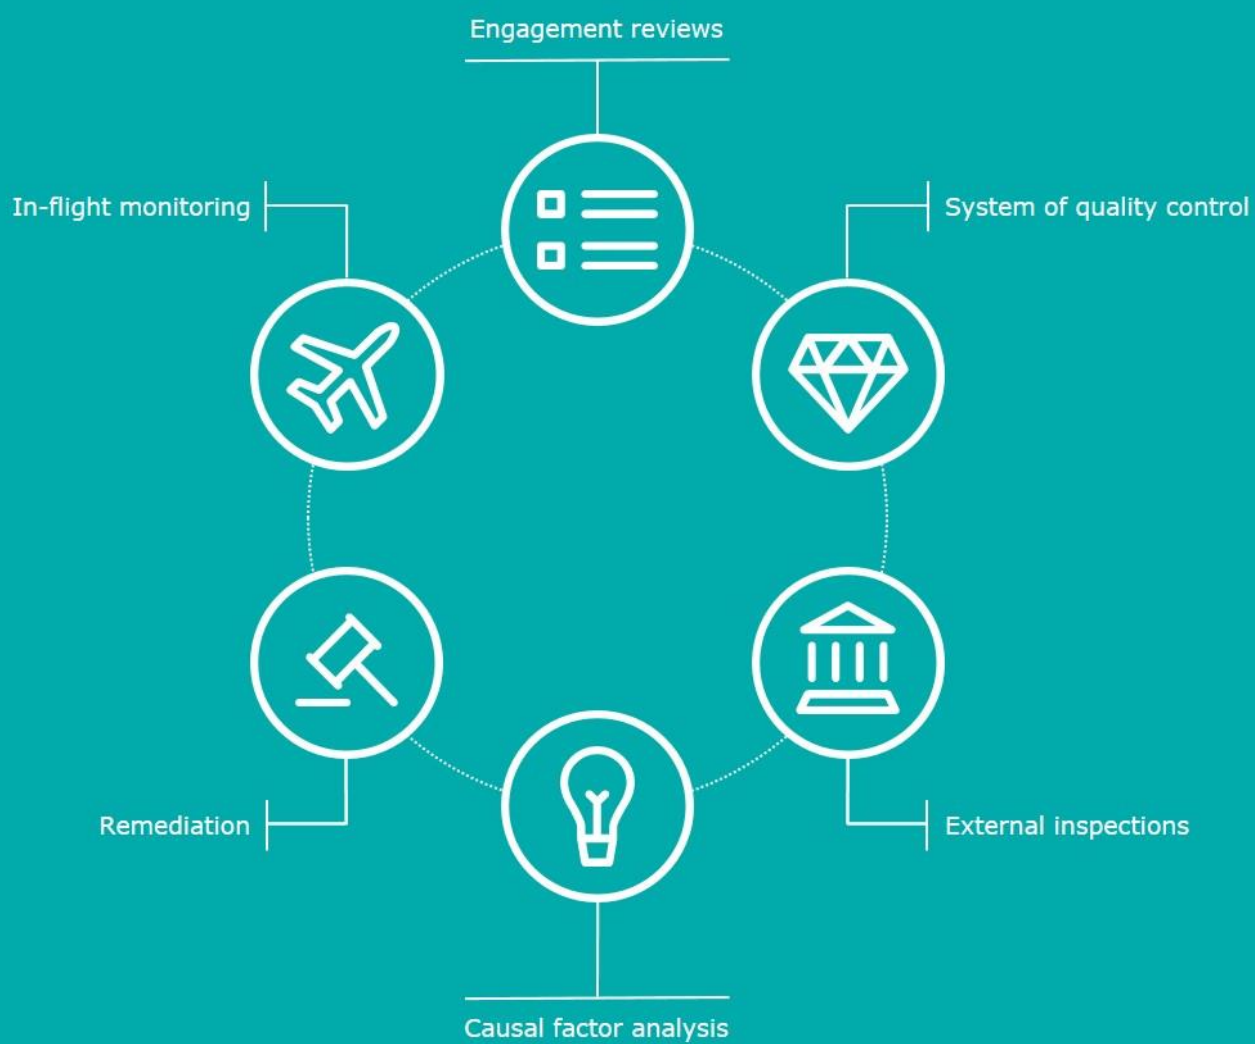 Engagement reviews
In-flight monitoring
System of quality control
Remediation
External inspections
Causal factor analysis